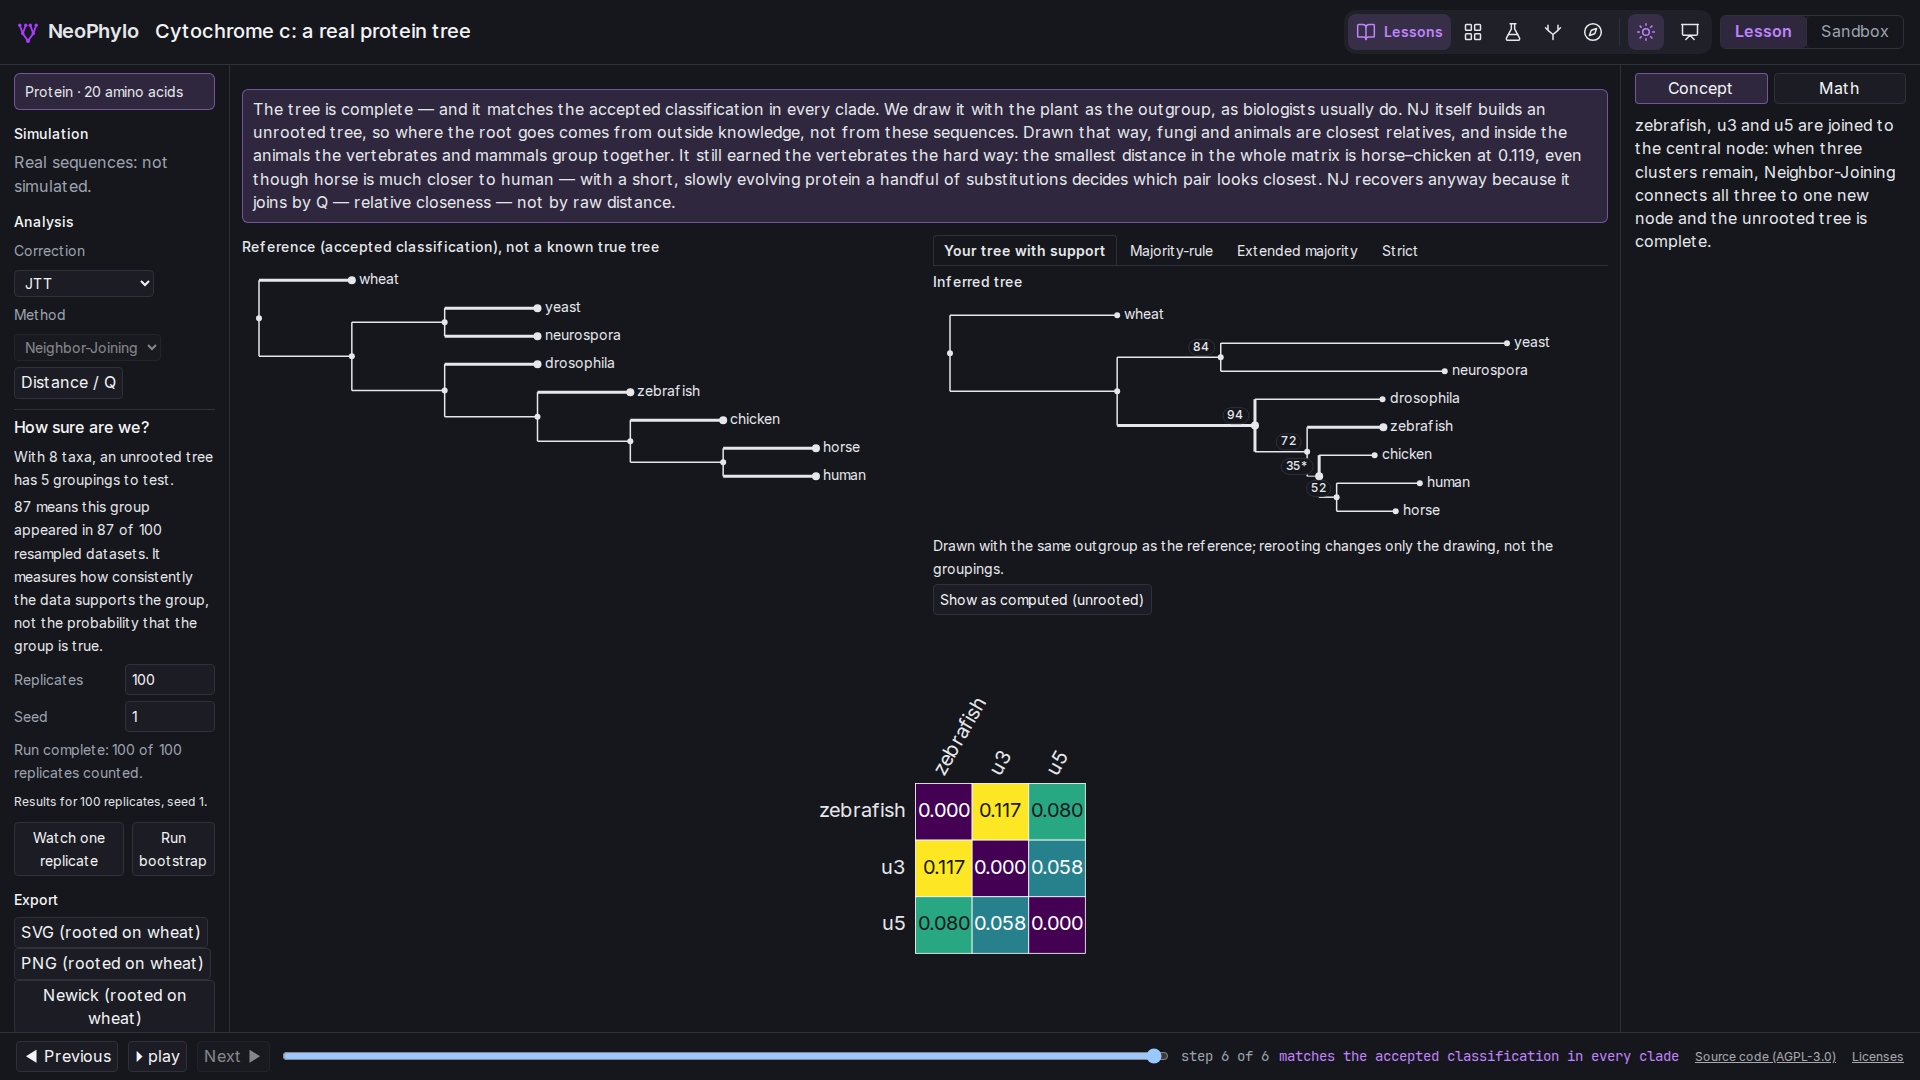 NeoPhylo
Cytochrome c: a real protein tree
Lessons
Lesson
Sandbox
Protein · 20 amino acids
Simulation
Real sequences: not
simulated.
Analysis
Correction
JTT
Method
Neighbor-Joining
Distance / Q
How sure are we?
With 8 taxa, an unrooted tree
has 5 groupings to test.
87 means this group
appeared in 87 of 100
resampled datasets. It
measures how consistently
the data supports the group,
not the probability that the
group is true.
Replicates
100
Seed
1
Run complete: 100 of 100
replicates counted.
Results for 100 replicates, seed 1.
Watch one
replicate
Run
bootstrap
Export
SVG (rooted on wheat)
PNG (rooted on wheat)
Newick (rooted on
wheat)
The tree is complete — and it matches the accepted classification in every clade. We draw it with the plant as the outgroup, as biologists usually do. NJ itself builds an
unrooted tree, so where the root goes comes from outside knowledge, not from these sequences. Drawn that way, fungi and animals are closest relatives, and inside the
animals the vertebrates and mammals group together. It still earned the vertebrates the hard way: the smallest distance in the whole matrix is horse–chicken at 0.119, even
though horse is much closer to human — with a short, slowly evolving protein a handful of substitutions decides which pair looks closest. NJ recovers anyway because it
joins by Q — relative closeness — not by raw distance.
Reference (accepted classification), not a known true tree
wheat
yeast
neurospora
drosophila
zebrafish
chicken
horse
human
Your tree with support
Majority-rule
Extended majority
Strict
Inferred tree
wheat
84
yeast
neurospora
drosophila
94
zebrafish
72
chicken
35*
human
52
horse
Drawn with the same outgroup as the reference; rerooting changes only the drawing, not the
groupings.
Show as computed (unrooted)
zebrafish u3 u5
zebrafish 0.000 0.117 0.080
u3 0.117 0.000 0.058
u5 0.080 0.058 0.000
Concept
Math
zebrafish, u3 and u5 are joined to
the central node: when three
clusters remain, Neighbor-Joining
connects all three to one new
node and the unrooted tree is
complete.
Previous
play
Next
step 6 of 6
matches the accepted classification in every clade
Source code (AGPL-3.0)
Licenses